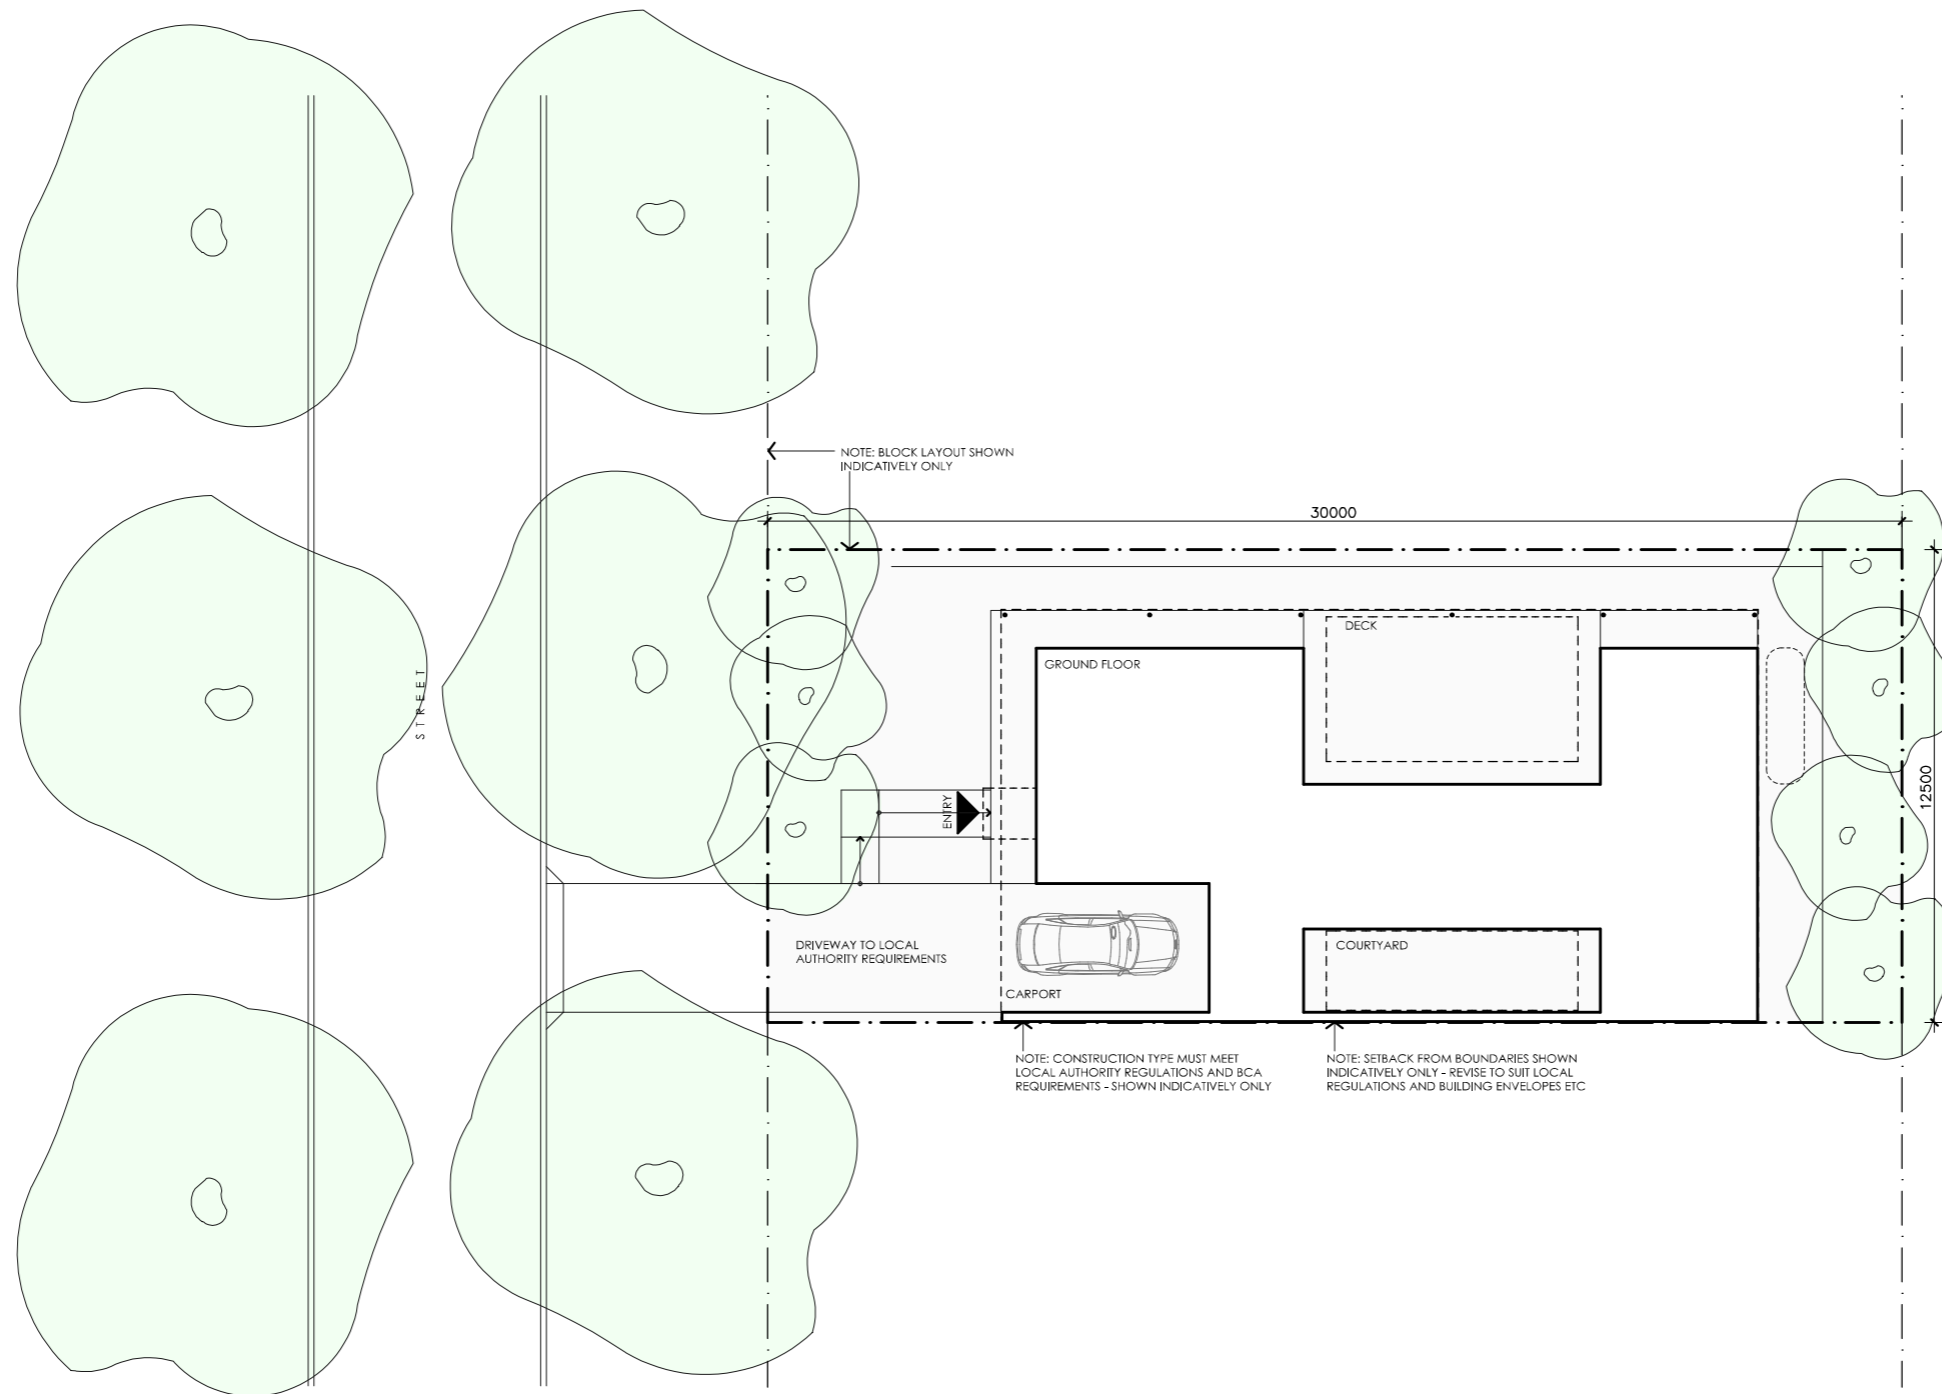 NOTE: BLOCK LAYOUT SHOWN
INDICATIVELY ONLY
30000
DECK
GROUND FLOOR
STREET
12500
ENTRY
DRIVEWAY TO LOCAL
AUTHORITY REQUIREMENTS
COURTYARD
CARPORT
NOTE: CONSTRUCTION TYPE MUST MEET
LOCAL AUTHORITY REGULATIONS AND BCA
REQUIREMENTS - SHOWN INDICATIVELY ONLY
NOTE: SETBACK FROM BOUNDARIES SHOWN
INDICATIVELY ONLY - REVISE TO SUIT LOCAL
REGULATIONS AND BUILDING ENVELOPES ETC